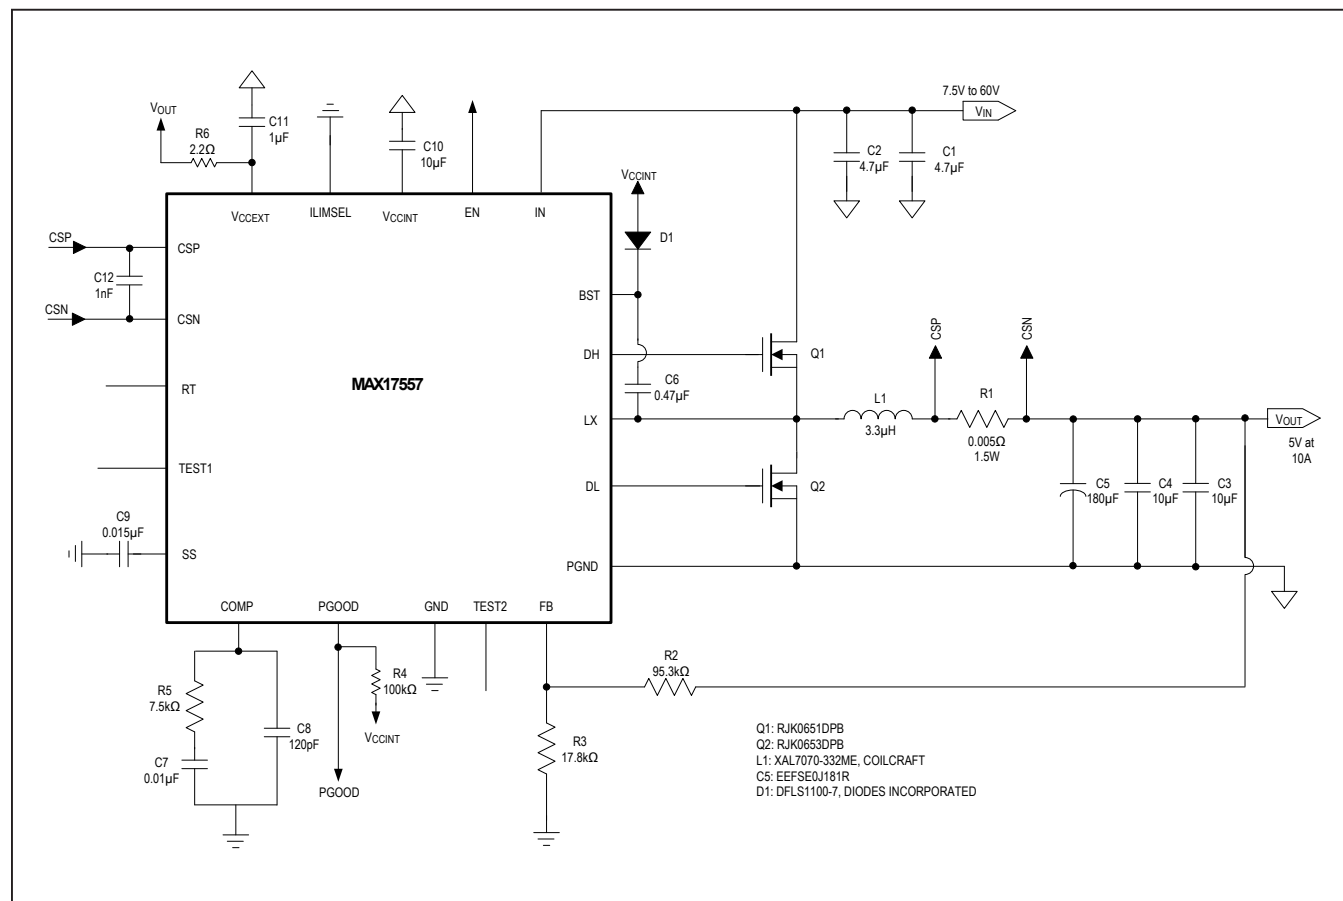 7.5V to 60V
VIN
VOUT
R6
2.2Ω
C11
1µF
C10
10µF
C2
4.7µF
C1
4.7µF
VCCINT
D1
VCCEXT
ILIMSEL
VCCINT
EN
IN
CSP
CSP
C12
1nF
CSN
CSN
RT
TEST1
C9
0.015µF
SS
MAX17557
BST
DH
Q1
C6
0.47µF
LX
DL
Q2
PGND
L1
3.3µH
CSP
R1
0.005Ω
1.5W
CSN
VOUT
5V at
10A
C5
180µF
C4
10µF
C3
10µF
COMP
PGOOD
GND
TEST2
FB
R5
7.5kΩ
C7
0.01µF
C8
120pF
R4
100kΩ
VCCINT
PGOOD
R2
95.3kΩ
R3
17.8kΩ
Q1: RJK0651DPB
Q2: RJK0653DPB
L1: XAL7070-332ME, COILCRAFT
C5: EEFSE0J181R
D1: DFLS1100-7, DIODES INCORPORATED